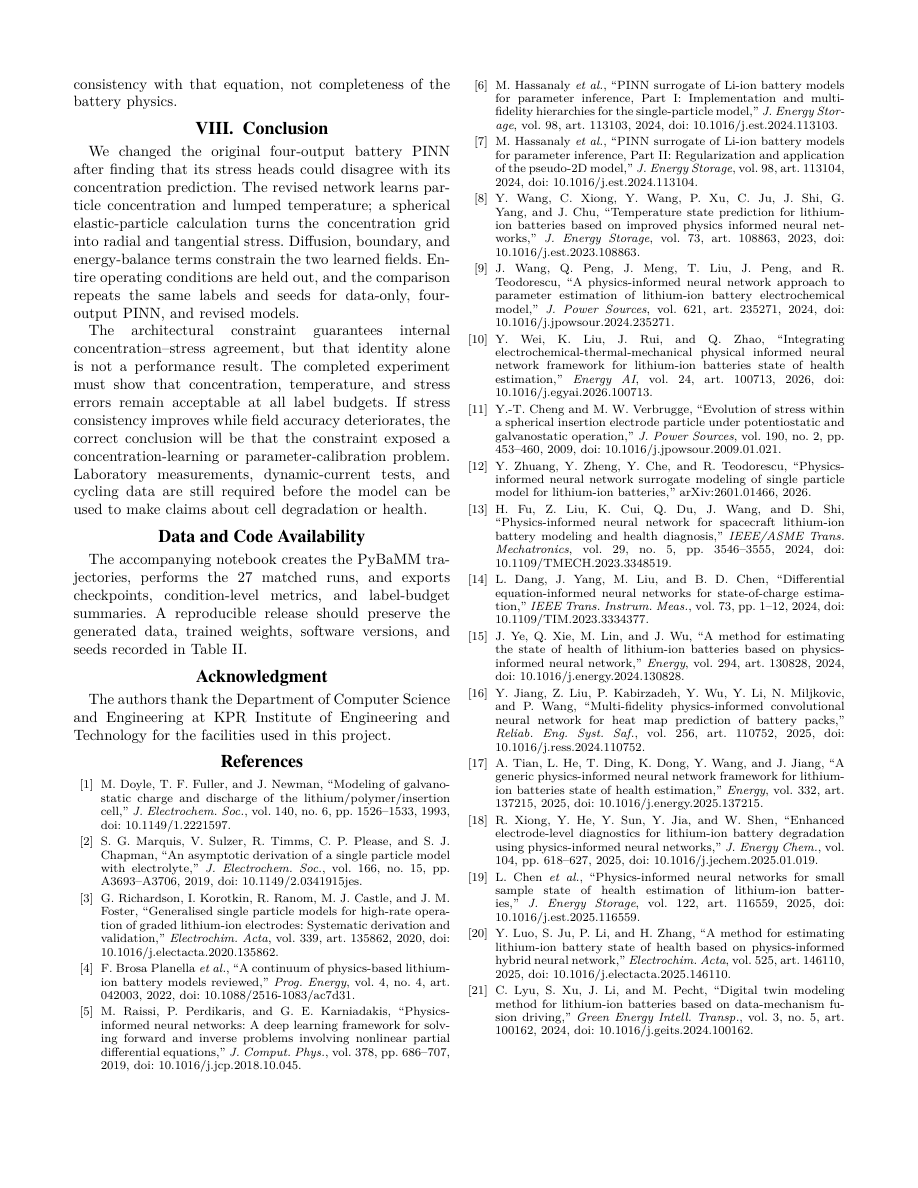 consistency with that equation, not completeness of the
battery physics.
VIII. Conclusion
We changed the original four-output battery PINN
after finding that its stress heads could disagree with its
concentration prediction. The revised network learns par-
ticle concentration and lumped temperature; a spherical
elastic-particle calculation turns the concentration grid
into radial and tangential stress. Diffusion, boundary, and
energy-balance terms constrain the two learned fields. En-
tire operating conditions are held out, and the comparison
repeats the same labels and seeds for data-only, four-
output PINN, and revised models.
The architectural constraint guarantees internal
concentration–stress agreement, but that identity alone
is not a performance result. The completed experiment
must show that concentration, temperature, and stress
errors remain acceptable at all label budgets. If stress
consistency improves while field accuracy deteriorates, the
correct conclusion will be that the constraint exposed a
concentration-learning or parameter-calibration problem.
Laboratory measurements, dynamic-current tests, and
cycling data are still required before the model can be
used to make claims about cell degradation or health.
Data and Code Availability
The accompanying notebook creates the PyBaMM tra-
jectories, performs the 27 matched runs, and exports
checkpoints, condition-level metrics, and label-budget
summaries. A reproducible release should preserve the
generated data, trained weights, software versions, and
seeds recorded in Table II.
Acknowledgment
The authors thank the Department of Computer Science
and Engineering at KPR Institute of Engineering and
Technology for the facilities used in this project.
References
[1] M. Doyle, T. F. Fuller, and J. Newman, “Modeling of galvano-
static charge and discharge of the lithium/polymer/insertion
cell,” J. Electrochem. Soc., vol. 140, no. 6, pp. 1526–1533, 1993,
doi: 10.1149/1.2221597.
[2] S. G. Marquis, V. Sulzer, R. Timms, C. P. Please, and S. J.
Chapman, “An asymptotic derivation of a single particle model
with electrolyte,” J. Electrochem. Soc., vol. 166, no. 15, pp.
A3693–A3706, 2019, doi: 10.1149/2.0341915jes.
[3] G. Richardson, I. Korotkin, R. Ranom, M. J. Castle, and J. M.
Foster, “Generalised single particle models for high-rate opera-
tion of graded lithium-ion electrodes: Systematic derivation and
validation,” Electrochim. Acta, vol. 339, art. 135862, 2020, doi:
10.1016/j.electacta.2020.135862.
[4] F. Brosa Planella et al., “A continuum of physics-based lithium-
ion battery models reviewed,” Prog. Energy, vol. 4, no. 4, art.
042003, 2022, doi: 10.1088/2516-1083/ac7d31.
[5] M. Raissi, P. Perdikaris, and G. E. Karniadakis, “Physics-
informed neural networks: A deep learning framework for solv-
ing forward and inverse problems involving nonlinear partial
differential equations,” J. Comput. Phys., vol. 378, pp. 686–707,
2019, doi: 10.1016/j.jcp.2018.10.045.
[6] M. Hassanaly et al., “PINN surrogate of Li-ion battery models
for parameter inference, Part I: Implementation and multi-
fidelity hierarchies for the single-particle model,” J. Energy Stor-
age, vol. 98, art. 113103, 2024, doi: 10.1016/j.est.2024.113103.
[7] M. Hassanaly et al., “PINN surrogate of Li-ion battery models
for parameter inference, Part II: Regularization and application
of the pseudo-2D model,” J. Energy Storage, vol. 98, art. 113104,
2024, doi: 10.1016/j.est.2024.113104.
[8] Y. Wang, C. Xiong, Y. Wang, P. Xu, C. Ju, J. Shi, G.
Yang, and J. Chu, “Temperature state prediction for lithium-
ion batteries based on improved physics informed neural net-
works,” J. Energy Storage, vol. 73, art. 108863, 2023, doi:
10.1016/j.est.2023.108863.
[9] J. Wang, Q. Peng, J. Meng, T. Liu, J. Peng, and R.
Teodorescu, “A physics-informed neural network approach to
parameter estimation of lithium-ion battery electrochemical
model,” J. Power Sources, vol. 621, art. 235271, 2024, doi:
10.1016/j.jpowsour.2024.235271.
[10] Y. Wei, K. Liu, J. Rui, and Q. Zhao, “Integrating
electrochemical-thermal-mechanical physical informed neural
network framework for lithium-ion batteries state of health
estimation,” Energy AI, vol. 24, art. 100713, 2026, doi:
10.1016/j.egyai.2026.100713.
[11] Y.-T. Cheng and M. W. Verbrugge, “Evolution of stress within
a spherical insertion electrode particle under potentiostatic and
galvanostatic operation,” J. Power Sources, vol. 190, no. 2, pp.
453–460, 2009, doi: 10.1016/j.jpowsour.2009.01.021.
[12] Y. Zhuang, Y. Zheng, Y. Che, and R. Teodorescu, “Physics-
informed neural network surrogate modeling of single particle
model for lithium-ion batteries,” arXiv:2601.01466, 2026.
[13] H. Fu, Z. Liu, K. Cui, Q. Du, J. Wang, and D. Shi,
“Physics-informed neural network for spacecraft lithium-ion
battery modeling and health diagnosis,” IEEE/ASME Trans.
Mechatronics, vol. 29, no. 5, pp. 3546–3555, 2024, doi:
10.1109/TMECH.2023.3348519.
[14] L. Dang, J. Yang, M. Liu, and B. D. Chen, “Differential
equation-informed neural networks for state-of-charge estima-
tion,” IEEE Trans. Instrum. Meas., vol. 73, pp. 1–12, 2024, doi:
10.1109/TIM.2023.3334377.
[15] J. Ye, Q. Xie, M. Lin, and J. Wu, “A method for estimating
the state of health of lithium-ion batteries based on physics-
informed neural network,” Energy, vol. 294, art. 130828, 2024,
doi: 10.1016/j.energy.2024.130828.
[16] Y. Jiang, Z. Liu, P. Kabirzadeh, Y. Wu, Y. Li, N. Miljkovic,
and P. Wang, “Multi-fidelity physics-informed convolutional
neural network for heat map prediction of battery packs,”
Reliab. Eng. Syst. Saf., vol. 256, art. 110752, 2025, doi:
10.1016/j.ress.2024.110752.
[17] A. Tian, L. He, T. Ding, K. Dong, Y. Wang, and J. Jiang, “A
generic physics-informed neural network framework for lithium-
ion batteries state of health estimation,” Energy, vol. 332, art.
137215, 2025, doi: 10.1016/j.energy.2025.137215.
[18] R. Xiong, Y. He, Y. Sun, Y. Jia, and W. Shen, “Enhanced
electrode-level diagnostics for lithium-ion battery degradation
using physics-informed neural networks,” J. Energy Chem., vol.
104, pp. 618–627, 2025, doi: 10.1016/j.jechem.2025.01.019.
[19] L. Chen et al., “Physics-informed neural networks for small
sample state of health estimation of lithium-ion batter-
ies,” J. Energy Storage, vol. 122, art. 116559, 2025, doi:
10.1016/j.est.2025.116559.
[20] Y. Luo, S. Ju, P. Li, and H. Zhang, “A method for estimating
lithium-ion battery state of health based on physics-informed
hybrid neural network,” Electrochim. Acta, vol. 525, art. 146110,
2025, doi: 10.1016/j.electacta.2025.146110.
[21] C. Lyu, S. Xu, J. Li, and M. Pecht, “Digital twin modeling
method for lithium-ion batteries based on data-mechanism fu-
sion driving,” Green Energy Intell. Transp., vol. 3, no. 5, art.
100162, 2024, doi: 10.1016/j.geits.2024.100162.